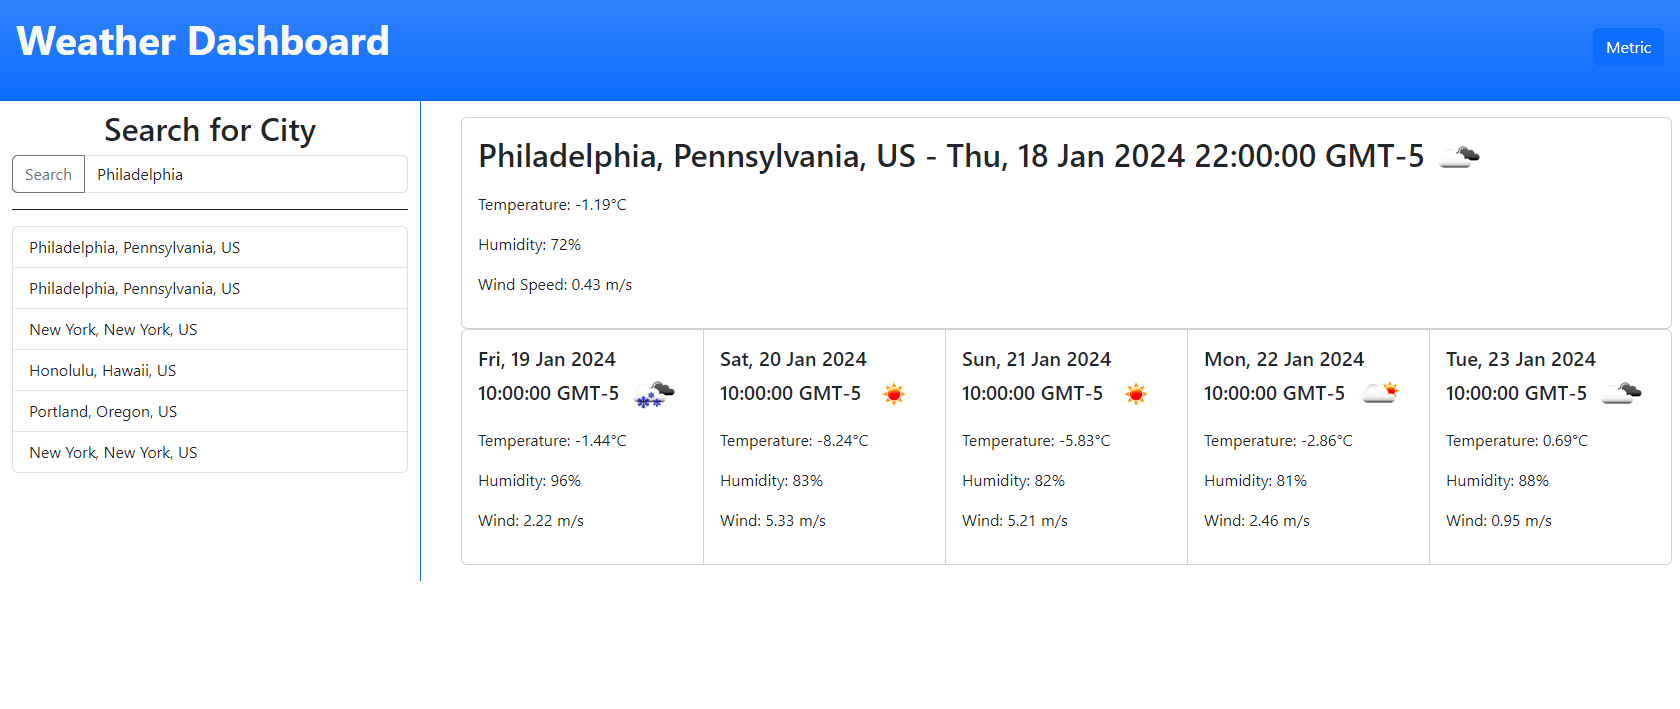 Weather Dashboard
Metric
Search for City
Search
Philadelphia
Philadelphia, Pennsylvania, US
Philadelphia, Pennsylvania, US
New York, New York, US
Honolulu, Hawaii, US
Portland, Oregon, US
New York, New York, US
Philadelphia, Pennsylvania, US - Thu, 18 Jan 2024 22:00:00 GMT-5
Temperature: -1.19°C
Humidity: 72%
Wind Speed: 0.43 m/s
Fri, 19 Jan 2024
10:00:00 GMT-5
Temperature: -1.44°C
Humidity: 96%
Wind: 2.22 m/s
Sat, 20 Jan 2024
10:00:00 GMT-5
Temperature: -8.24°C
Humidity: 83%
Wind: 5.33 m/s
Sun, 21 Jan 2024
10:00:00 GMT-5
Temperature: -5.83°C
Humidity: 82%
Wind: 5.21 m/s
Mon, 22 Jan 2024
10:00:00 GMT-5
Temperature: -2.86°C
Humidity: 81%
Wind: 2.46 m/s
Tue, 23 Jan 2024
10:00:00 GMT-5
Temperature: 0.69°C
Humidity: 88%
Wind: 0.95 m/s